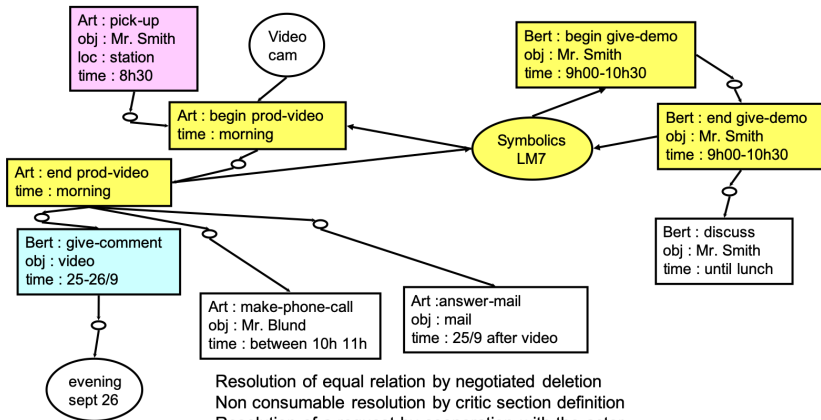 Art : pick-up
obj : Mr. Smith
loc : station
time : 8h30
Video
cam
Bert : begin give-demo
obj : Mr. Smith
time : 9h00-10h30
Art : begin prod-video
time : morning
Symbolics
LM7
Bert : end give-demo
obj : Mr. Smith
time : 9h00-10h30
Art : end prod-video
time : morning
Bert : give-comment
obj : video
time : 25-26/9
Bert : discuss
obj : Mr. Smith
time : until lunch
Art : make-phone-call
obj : Mr. Blund
time : between 10h 11h
Art :answer-mail
obj : mail
time : 25/9 after video
evening
sept 26
Resolution of equal relation by negotiated deletion
Non consumable resolution by critic section definition